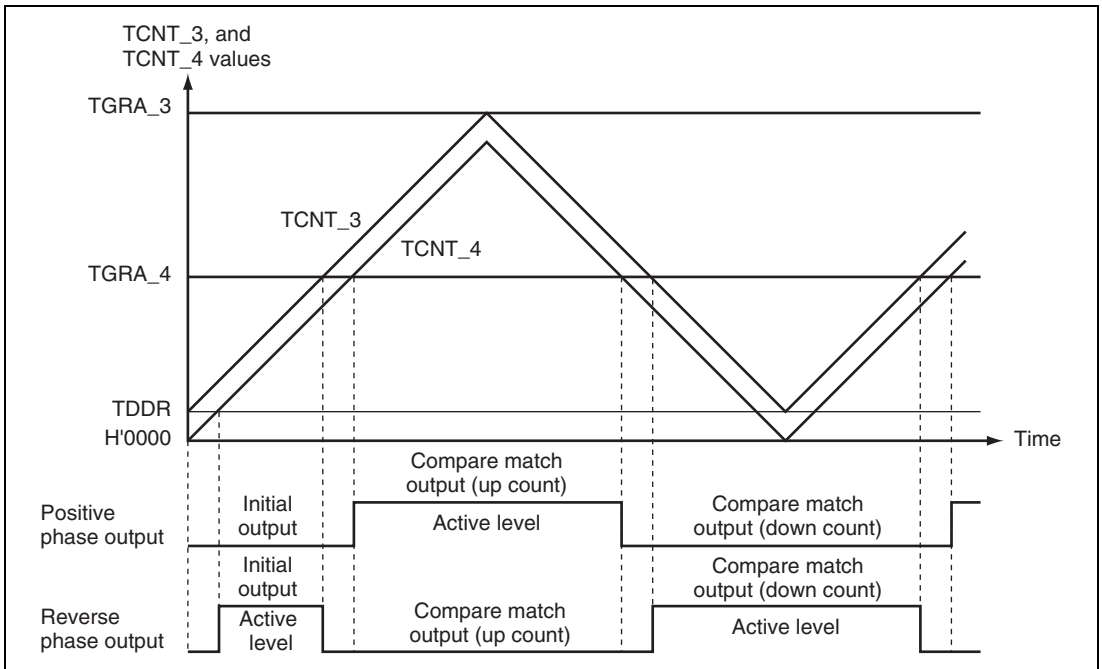 TCNT_3, and
TCNT_4 values
TGRA_3
TCNT_3
TCNT_4
TGRA_4
TDDR
H'0000
Time
Compare match
output (up count)
Positive
phase output
Initial
output
Active level
Compare match
output (down count)
Initial
output
Compare match
output (down count)
Reverse
phase output
Active
level
Compare match
output (up count)
Active level